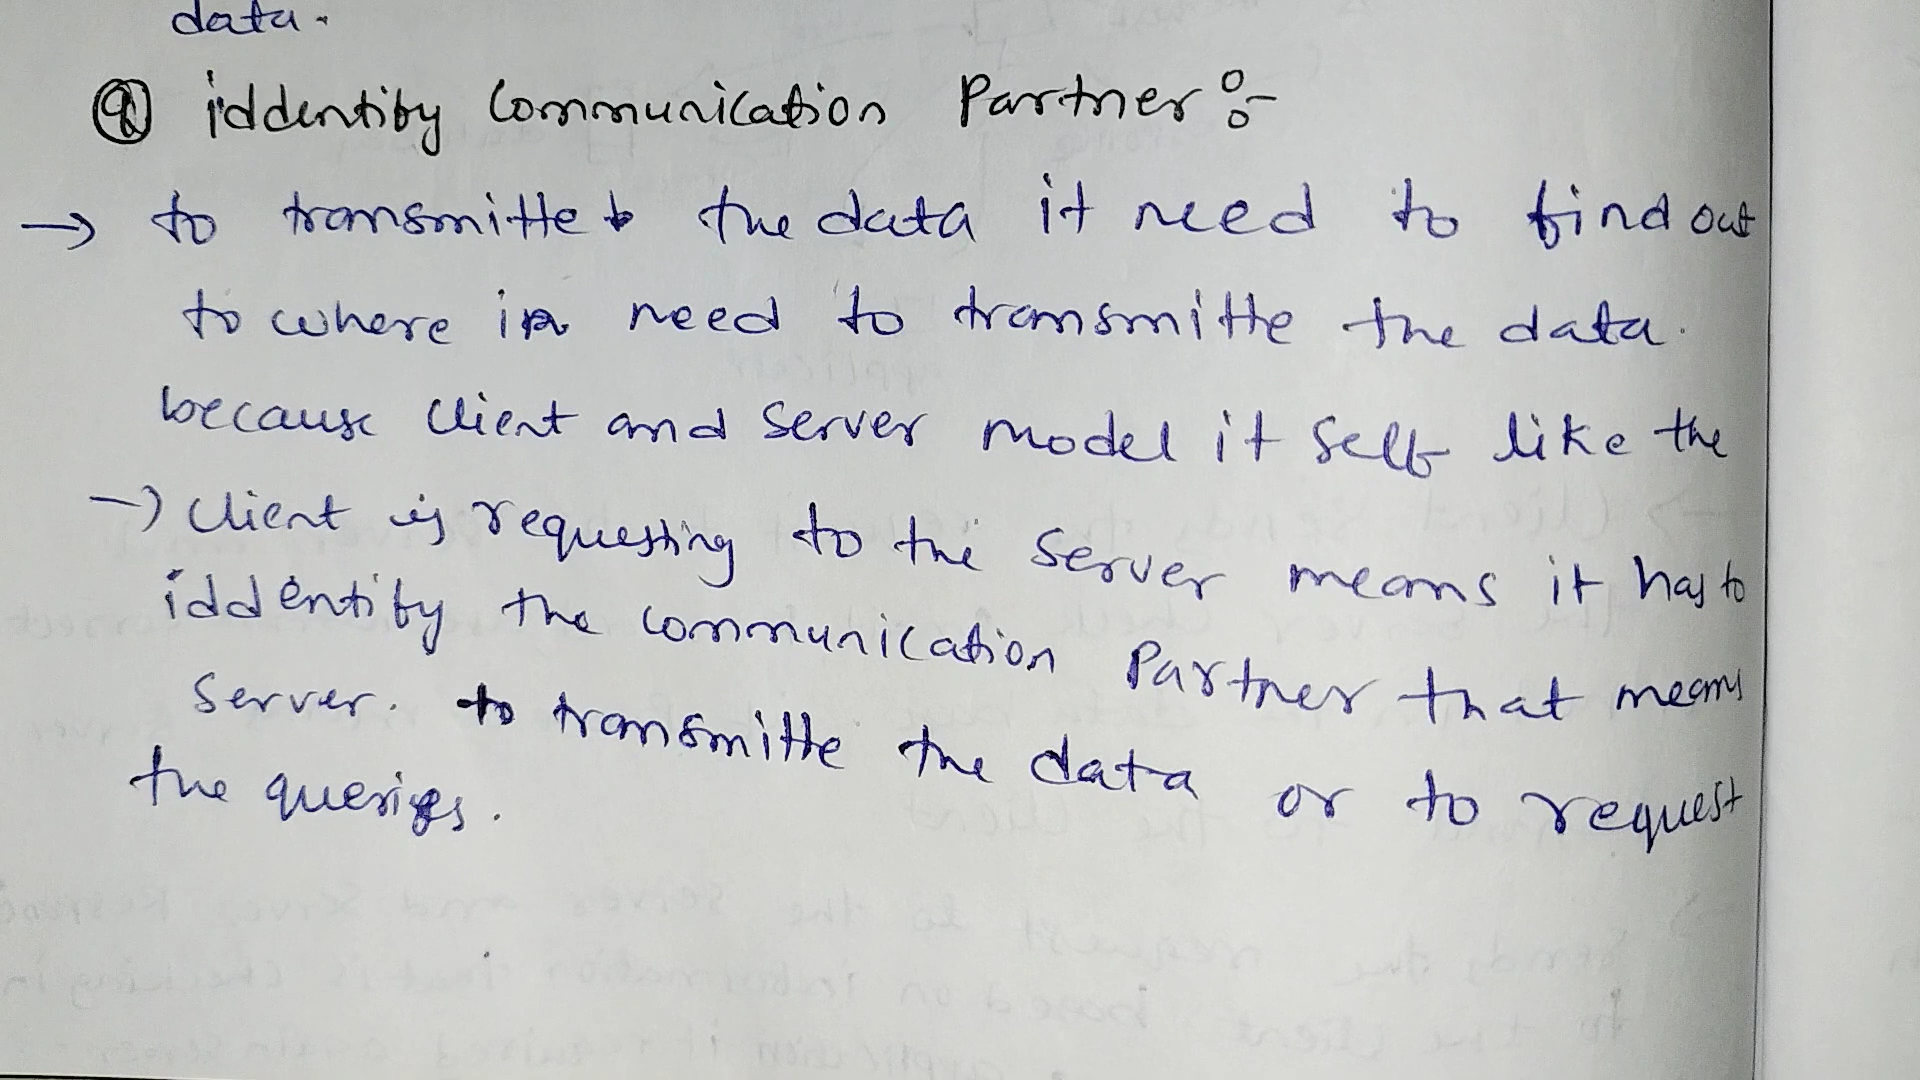 data.
iddentify Communication Partner :-
→ to transmitte the data it need to find out
to where need to transmitte the data.
because client and server model it self like the
→ client is requesting to the server means it has to
iddentify the communication Partner that means
server. to transmitte the data or to request
the queries.